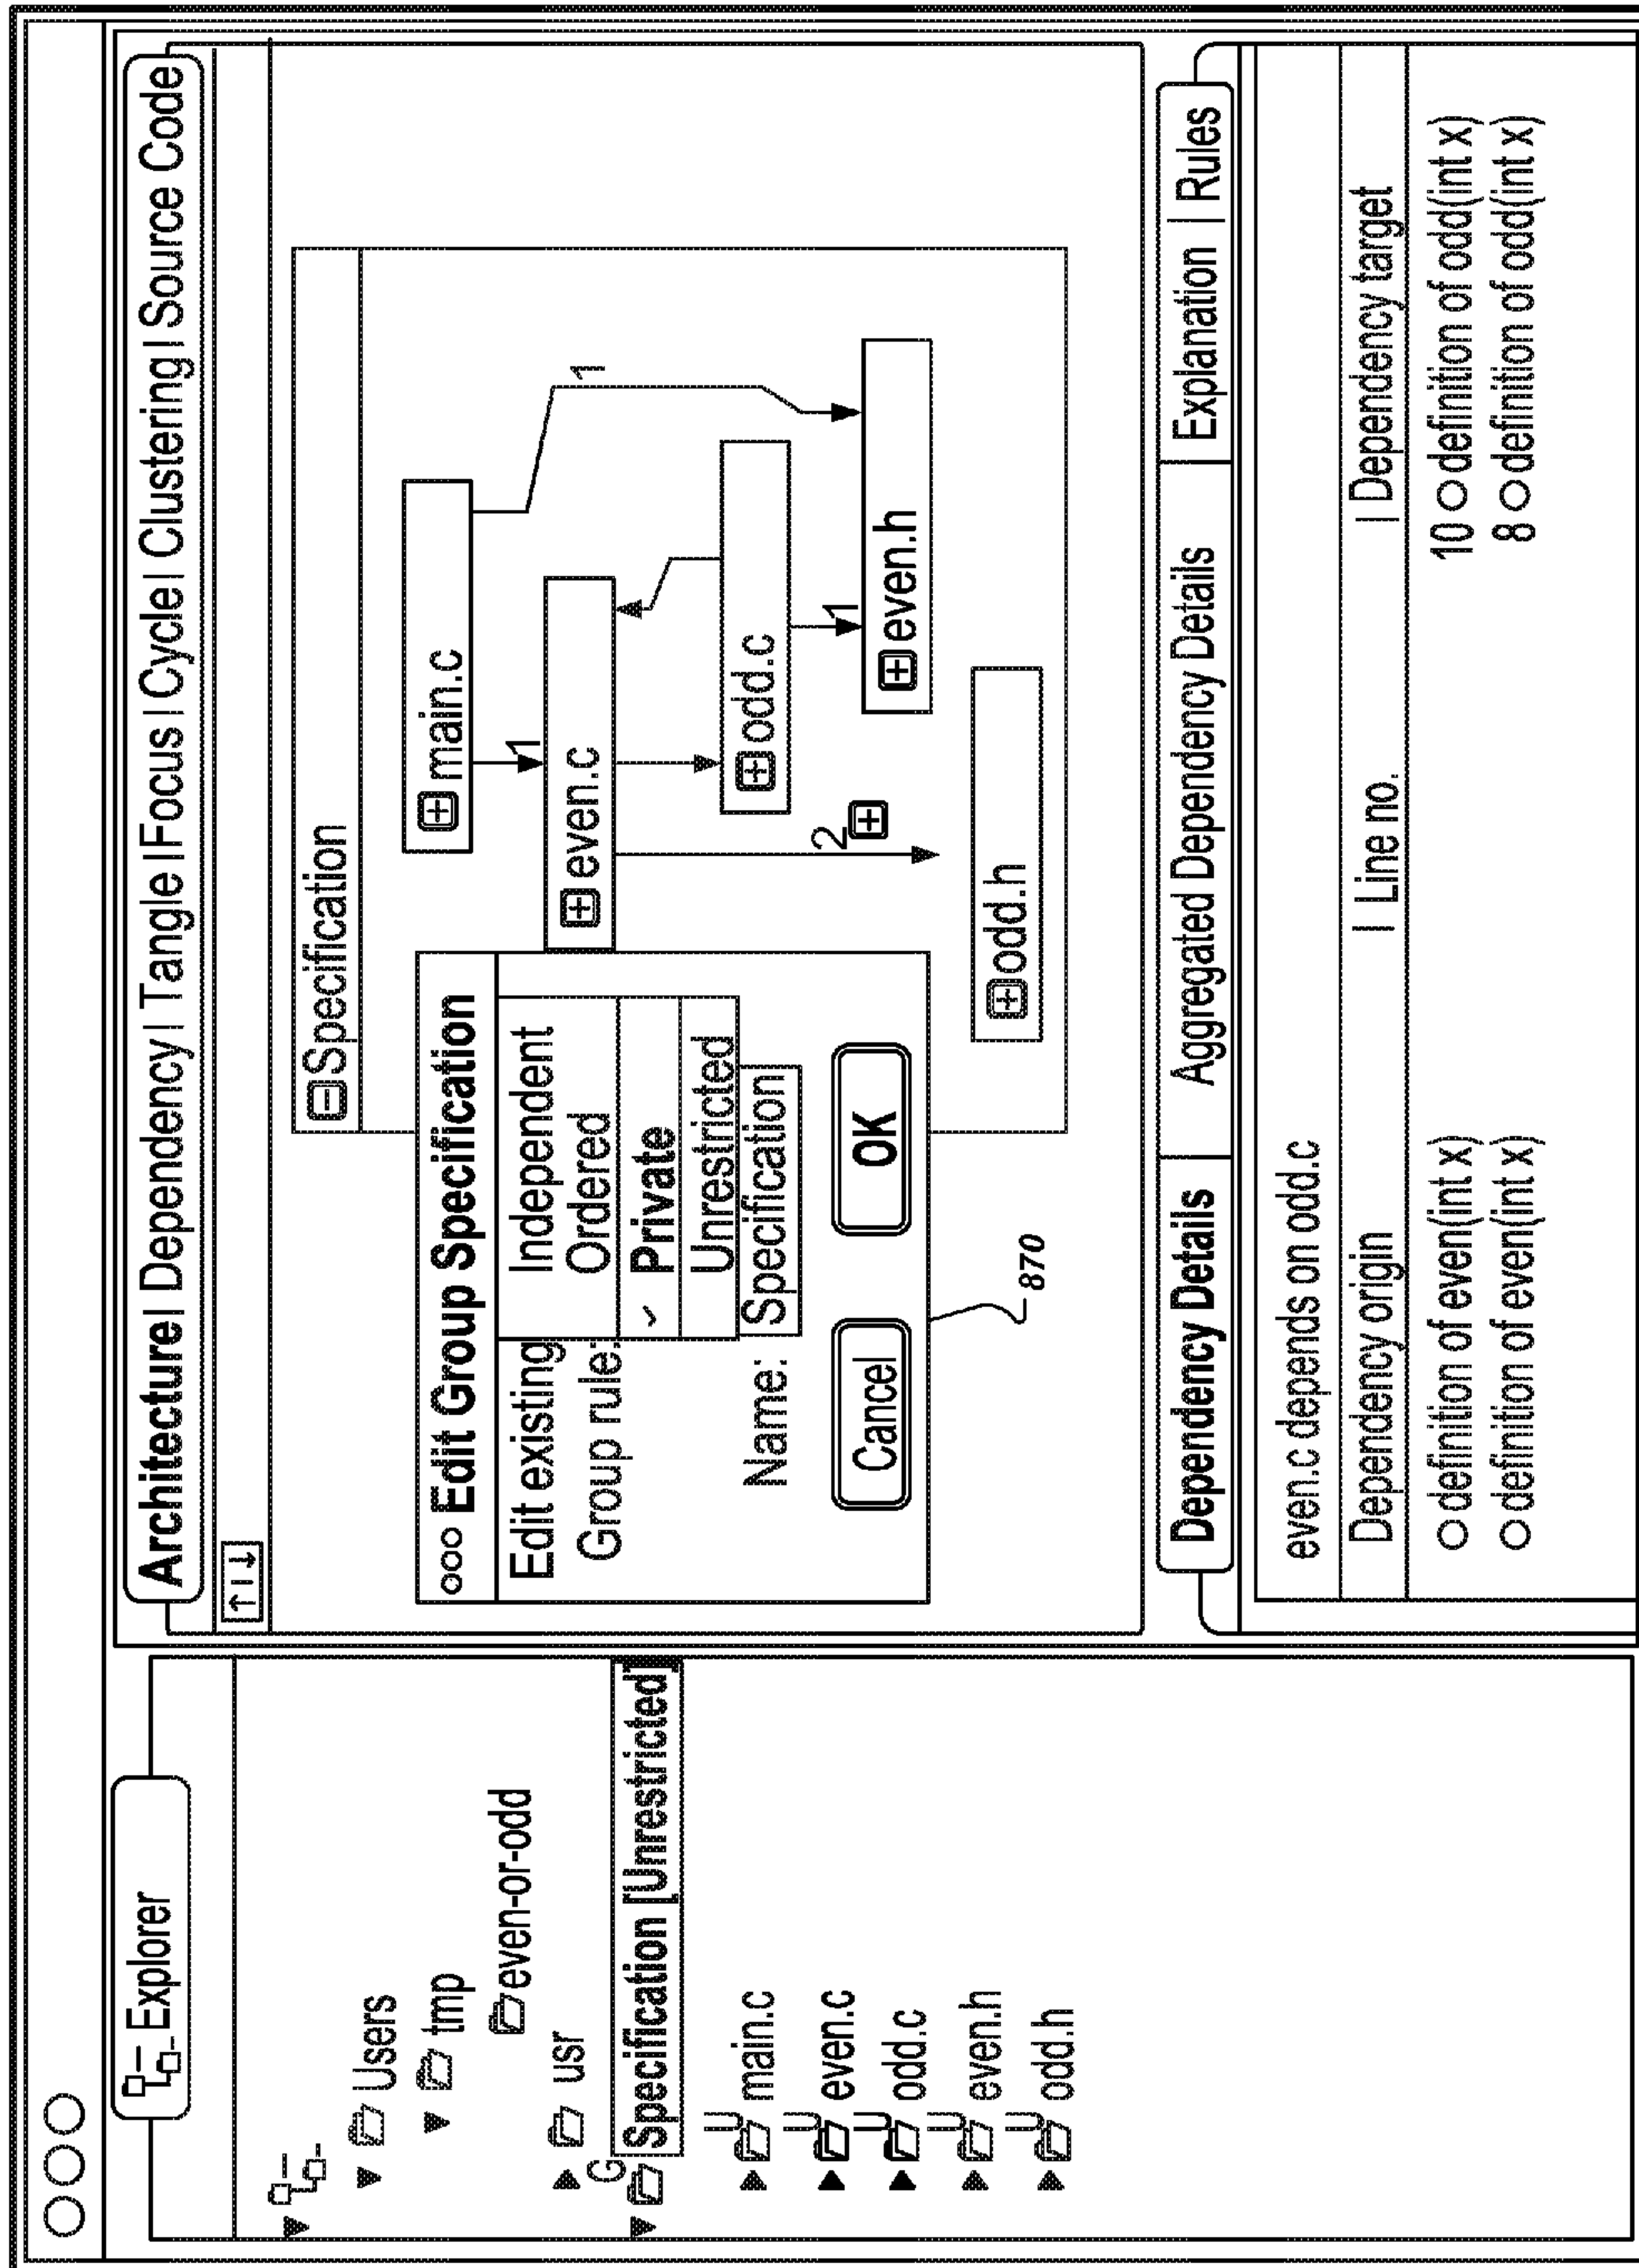 Explorer
Users
tmp
even-or-odd
usr
G
Specification [Unrestricted]
main.c
even.c
odd.c
even.h
odd.h
Architecture | Dependency | Tangle | Focus | Cycle | Clustering | Source Code
Specification
main.c
1
1
even.c
odd.c
2
1
even.h
odd.h
Edit Group Specification
Edit existing
Group rule:
Independent
Ordered
✓ Private
Unrestricted
Name: Specification
Cancel OK
870
Dependency Details Aggregated Dependency Details Explanation | Rules
even.c depends on odd.c
Dependency origin | Line no. | Dependency target
definition of even(int x) 10 definition of odd(int x)
definition of even(int x) 8 definition of odd(int x)